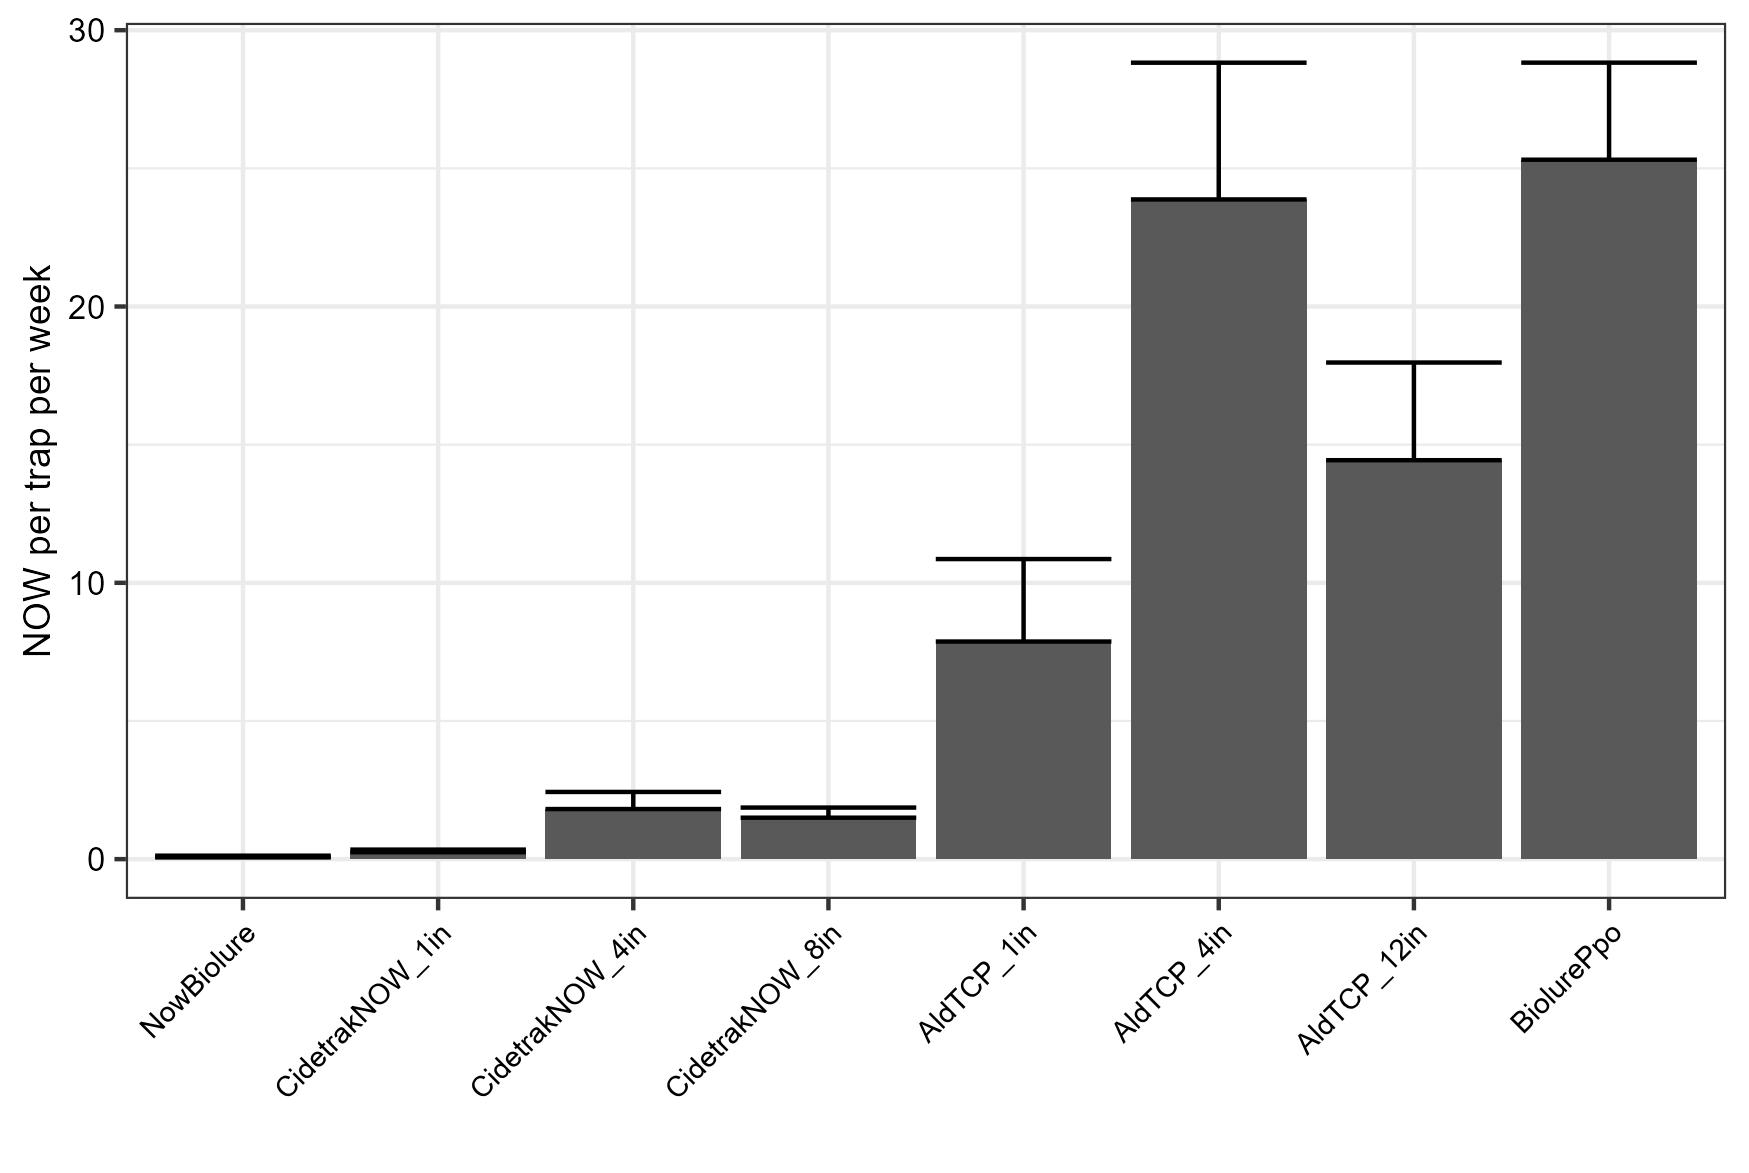 NOW per trap per week
30
20
10
0
NowBiolure
CidetrakNOW_1in
CidetrakNOW_4in
CidetrakNOW_8in
AldTCP_1in
AldTCP_4in
AldTCP_12in
BiolurePpo